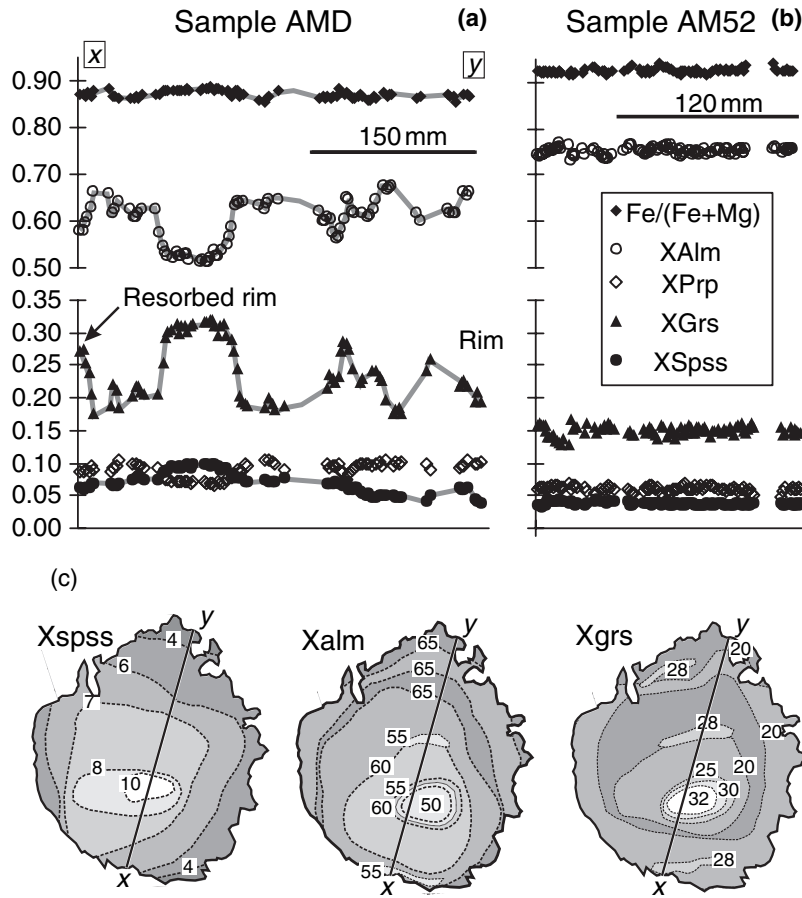 Sample AMD (a)
Sample AM52 (b)
x
y
0.90
0.80
0.70
0.60
0.50
150 mm
120 mm
Fe/(Fe+Mg)
XAlm
XPrp
XGrs
XSpss
0.35
0.30
0.25
0.20
0.15
0.10
0.05
0.00
Resorbed rim
Rim
(c)
Xspss
y
4
6
7
8
10
4
x
Xalm
y
65
65
65
55
60
55
60
50
55
x
Xgrs
y
20
28
28
20
25
20
30
32
28
x